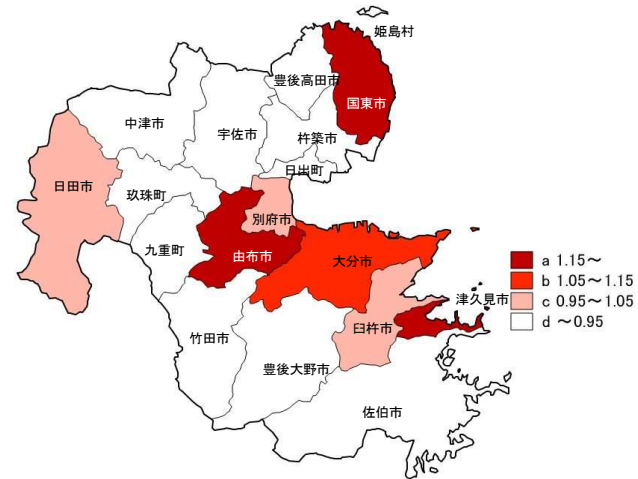 姫島村
豊後高田市
国東市
中津市
宇佐市
杵築市
日出町
日田市
玖珠町
別府市
九重町
由布市
大分市
a 1.15～
b 1.05～1.15
c 0.95～1.05
d ～0.95
津久見市
臼杵市
竹田市
豊後大野市
佐伯市